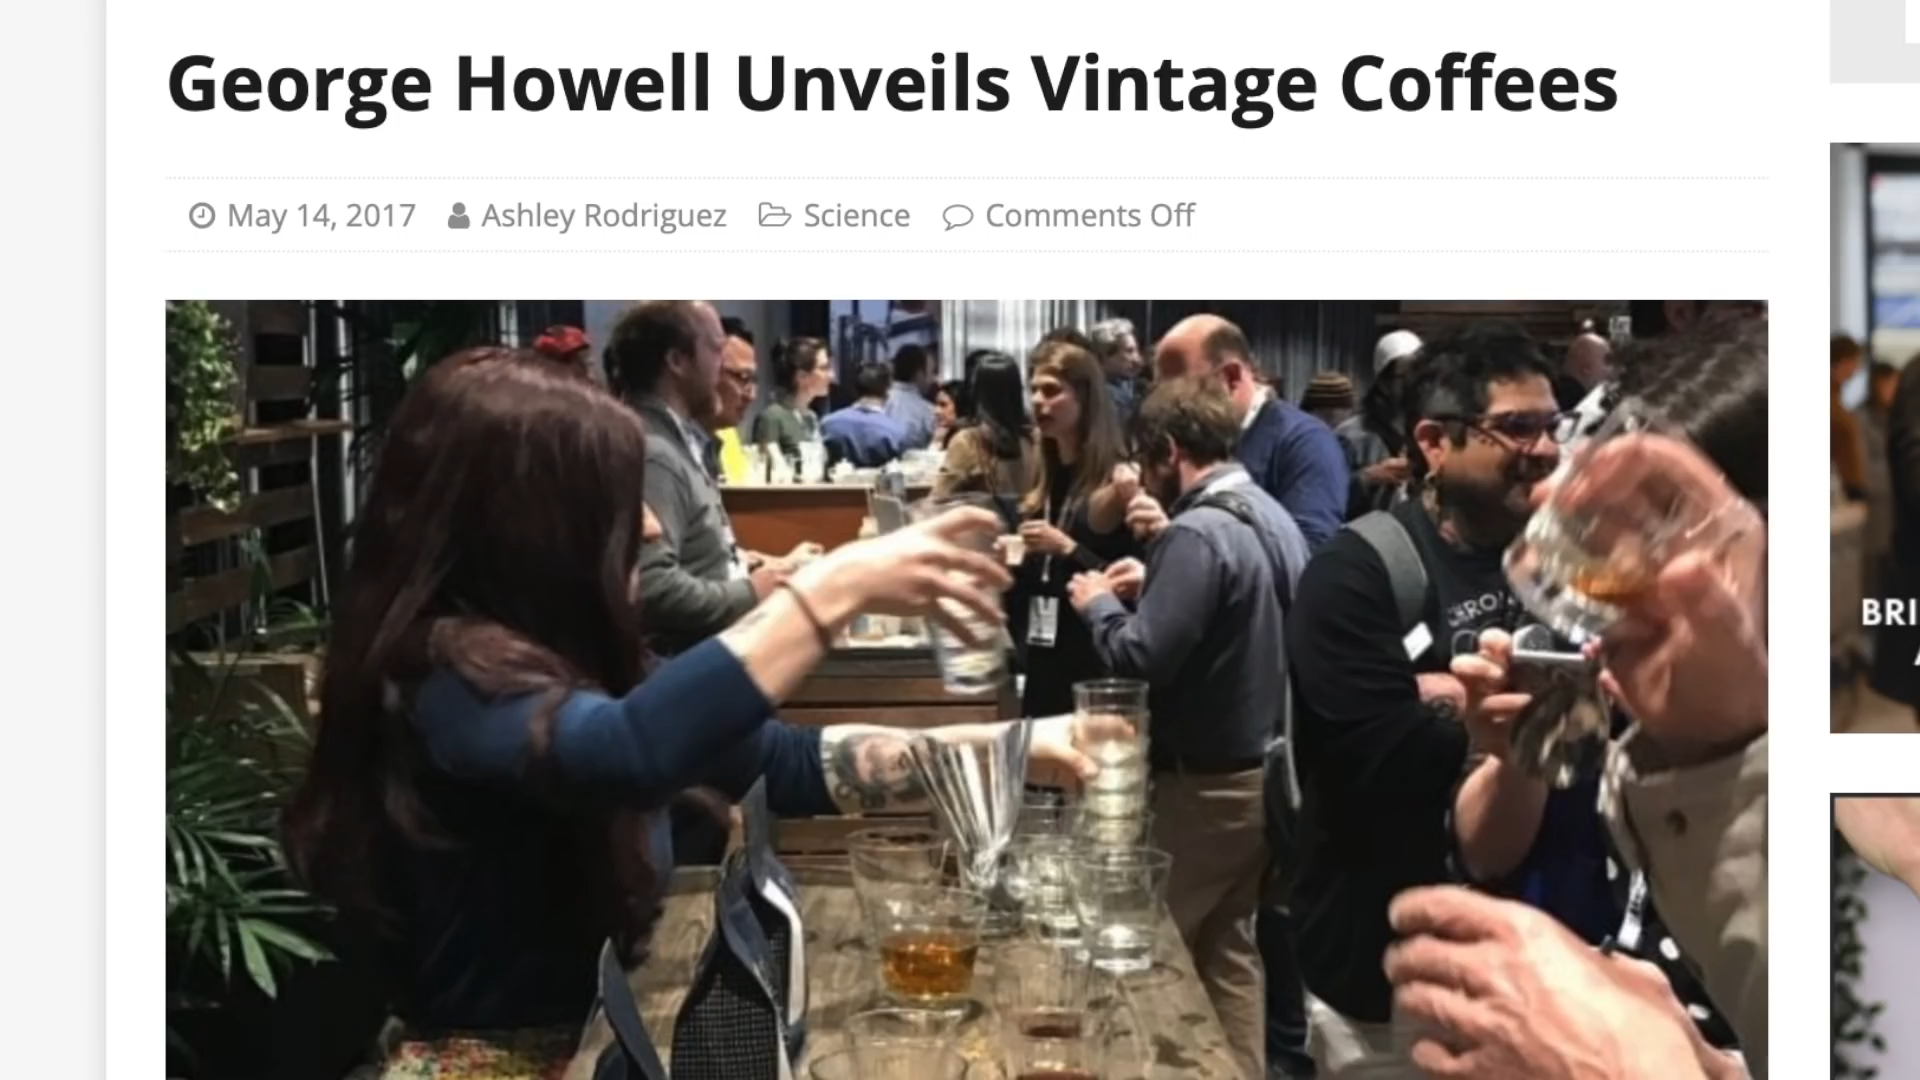 George Howell Unveils Vintage Coffees
May 14, 2017 Ashley Rodriguez Science Comments Off
BRI